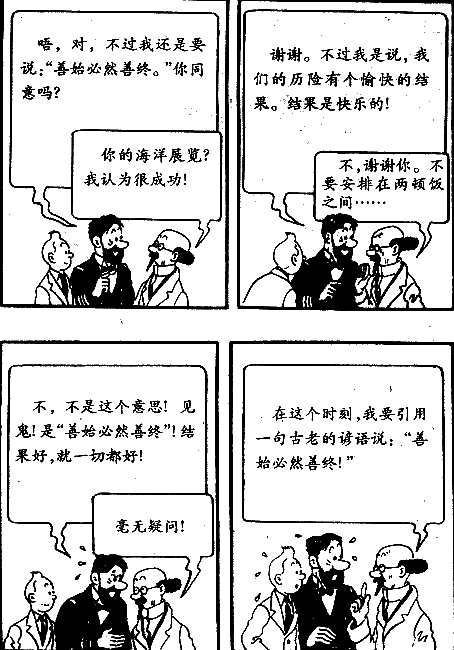 唔，对，不过我还是要
说：“善始必然善终。”你同
意吗？
你的海洋展览？
我认为很成功！
谢谢。不过我是说，我
们的历险有个愉快的结
果。结果是快乐的！
不，谢谢你。不
要安排在两顿饭
之间……
不，不是这个意思！见
鬼！是“善始必然善终”！结
果好，就一切都好！
毫无疑问！
在这个时刻，我要引用
一句古老的谚语说：“善
始必然善终！”